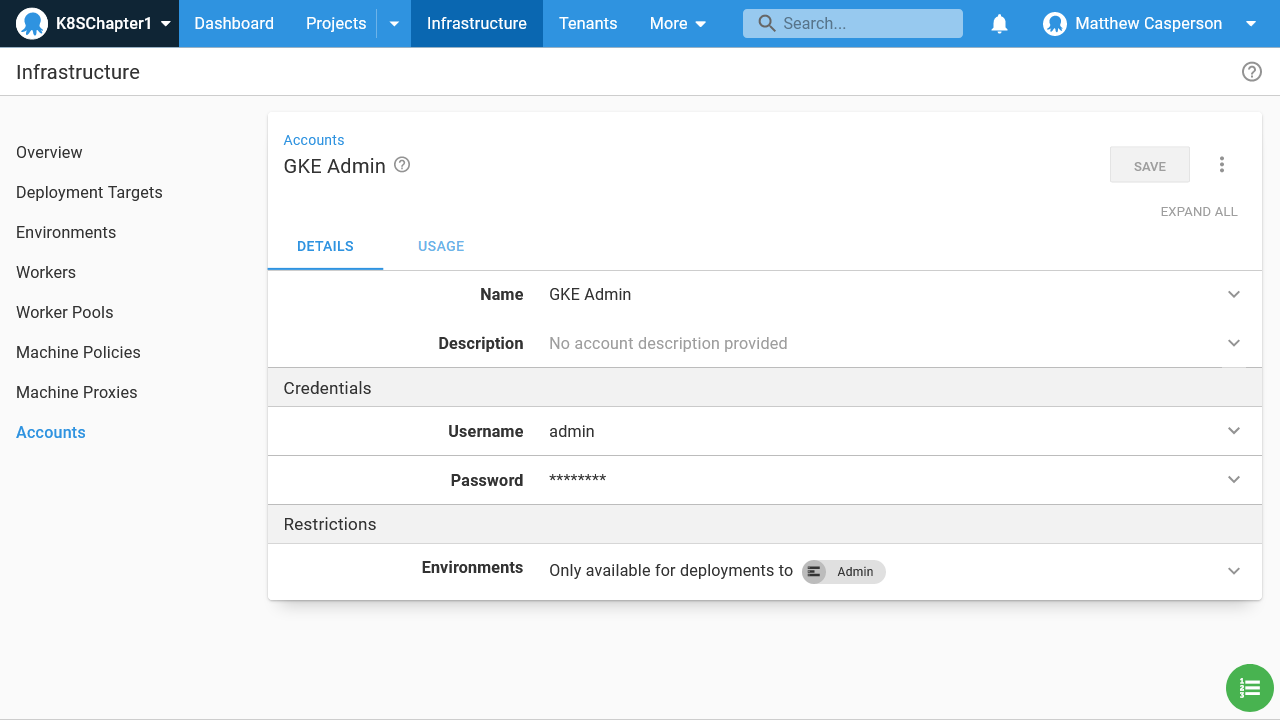 K8SChapter1 Dashboard Projects Infrastructure Tenants More Search... Matthew Casperson
Infrastructure
Overview
Deployment Targets
Environments
Workers
Worker Pools
Machine Policies
Machine Proxies
Accounts
Accounts
GKE Admin
SAVE
EXPAND ALL
DETAILS USAGE
Name GKE Admin
Description No account description provided
Credentials
Username admin
Password ********
Restrictions
Environments Only available for deployments to Admin